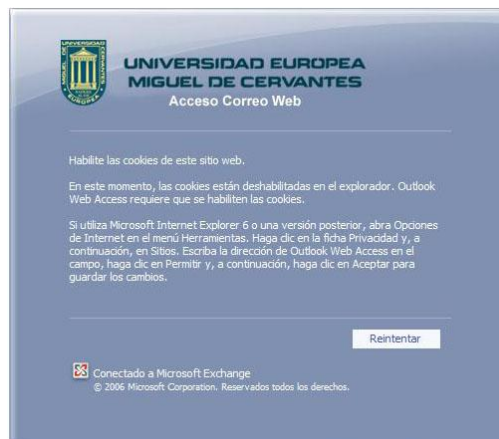 UNIVERSIDAD EUROPEA
MIGUEL DE CERVANTES
Acceso Correo Web
Habilite las cookies de este sitio web.
En este momento, las cookies están deshabilitadas en el explorador. Outlook
Web Access requiere que se habiliten las cookies.
Si utiliza Microsoft Internet Explorer 6 o una versión posterior, abra Opciones
de Internet en el menú Herramientas. Haga clic en la ficha Privacidad y, a
continuación, en Sitios. Escriba la dirección de Outlook Web Access en el
campo, haga clic en Permitir y, a continuación, haga clic en Aceptar para
guardar los cambios.
Reintentar
Conectado a Microsoft Exchange
© 2006 Microsoft Corporation. Reservados todos los derechos.